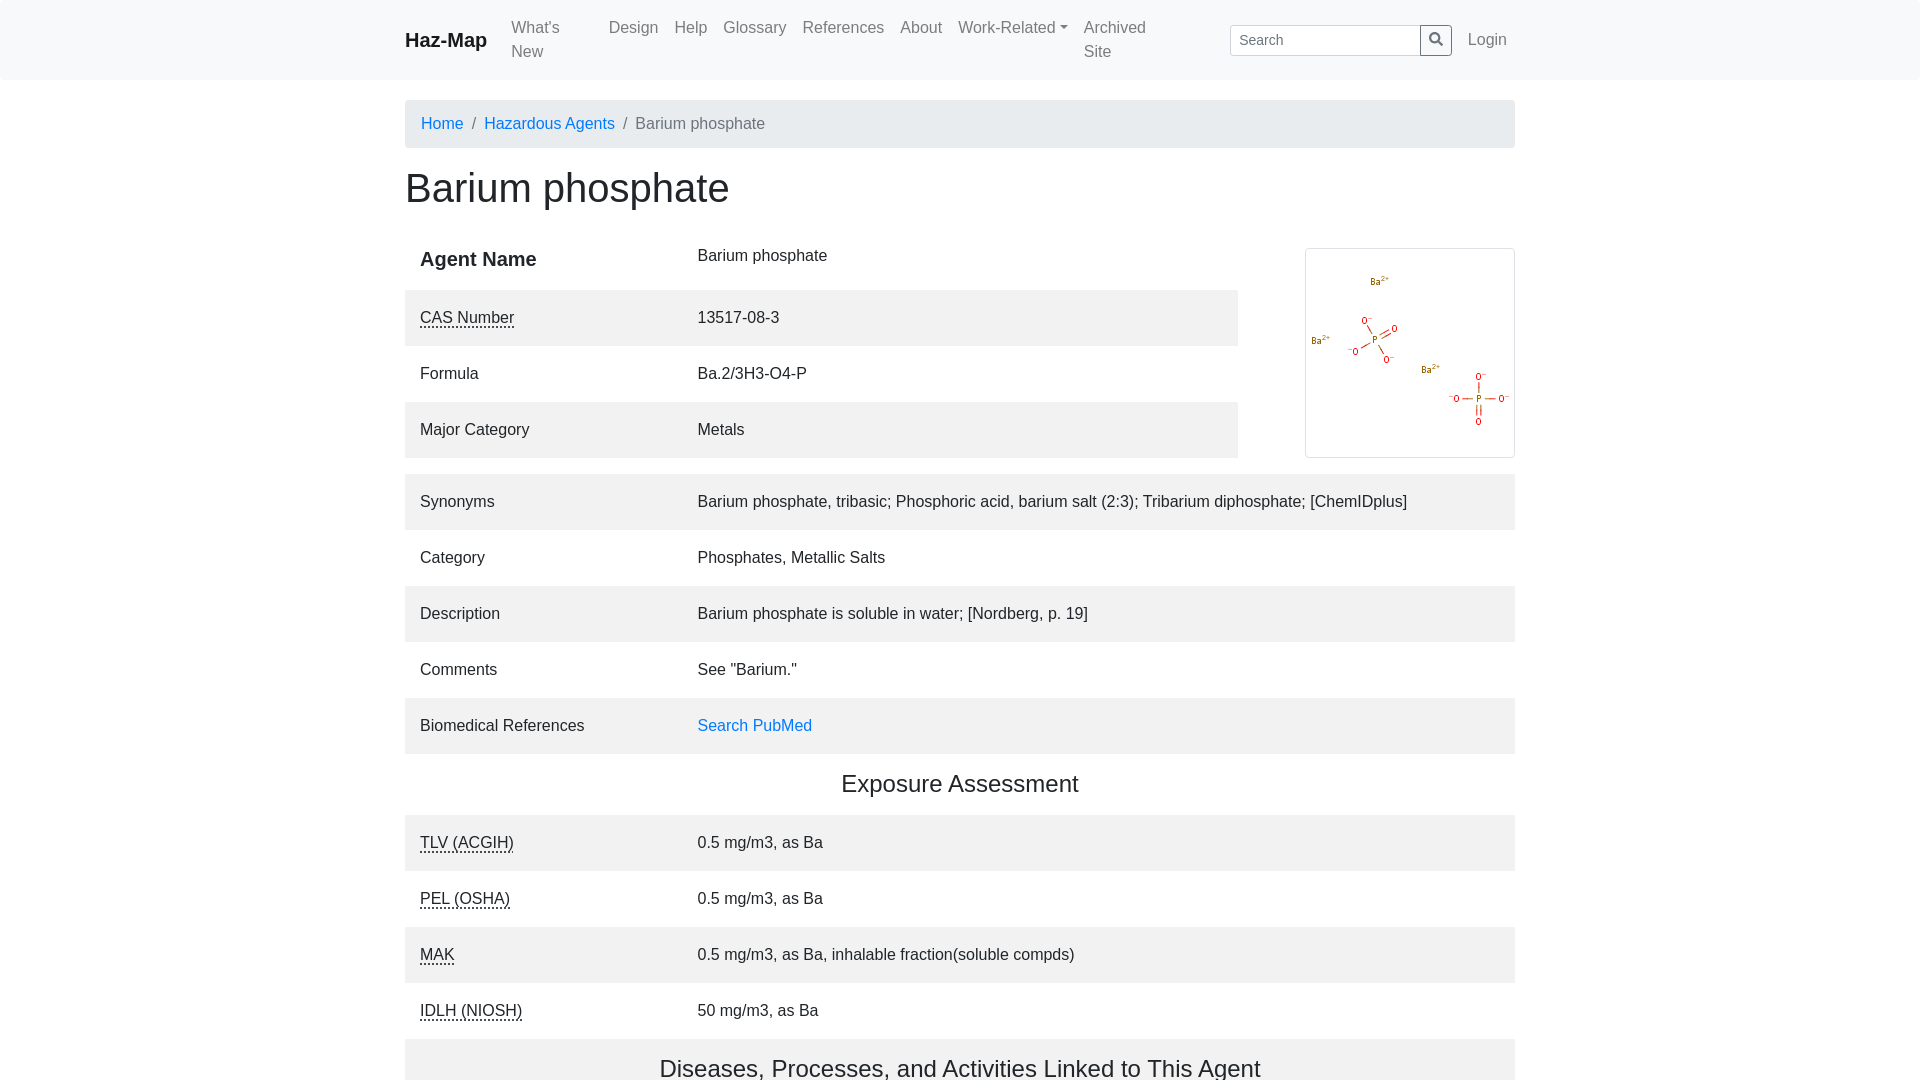 Haz-Map
What's New
Design
Help
Glossary
References
About
Work-Related
Archived Site
Search
Login
Home / Hazardous Agents / Barium phosphate
Barium phosphate
Agent Name Barium phosphate
CAS Number 13517-08-3
Formula Ba.2/3H3-O4-P
Major Category Metals
Ba2+
O− O
Ba2+ P
−O O−
Ba2+
O−
−O P O−
O
Synonyms Barium phosphate, tribasic; Phosphoric acid, barium salt (2:3); Tribarium diphosphate; [ChemIDplus]
Category Phosphates, Metallic Salts
Description Barium phosphate is soluble in water; [Nordberg, p. 19]
Comments See "Barium."
Biomedical References Search PubMed
Exposure Assessment
TLV (ACGIH) 0.5 mg/m3, as Ba
PEL (OSHA) 0.5 mg/m3, as Ba
MAK 0.5 mg/m3, as Ba, inhalable fraction(soluble compds)
IDLH (NIOSH) 50 mg/m3, as Ba
Diseases, Processes, and Activities Linked to This Agent